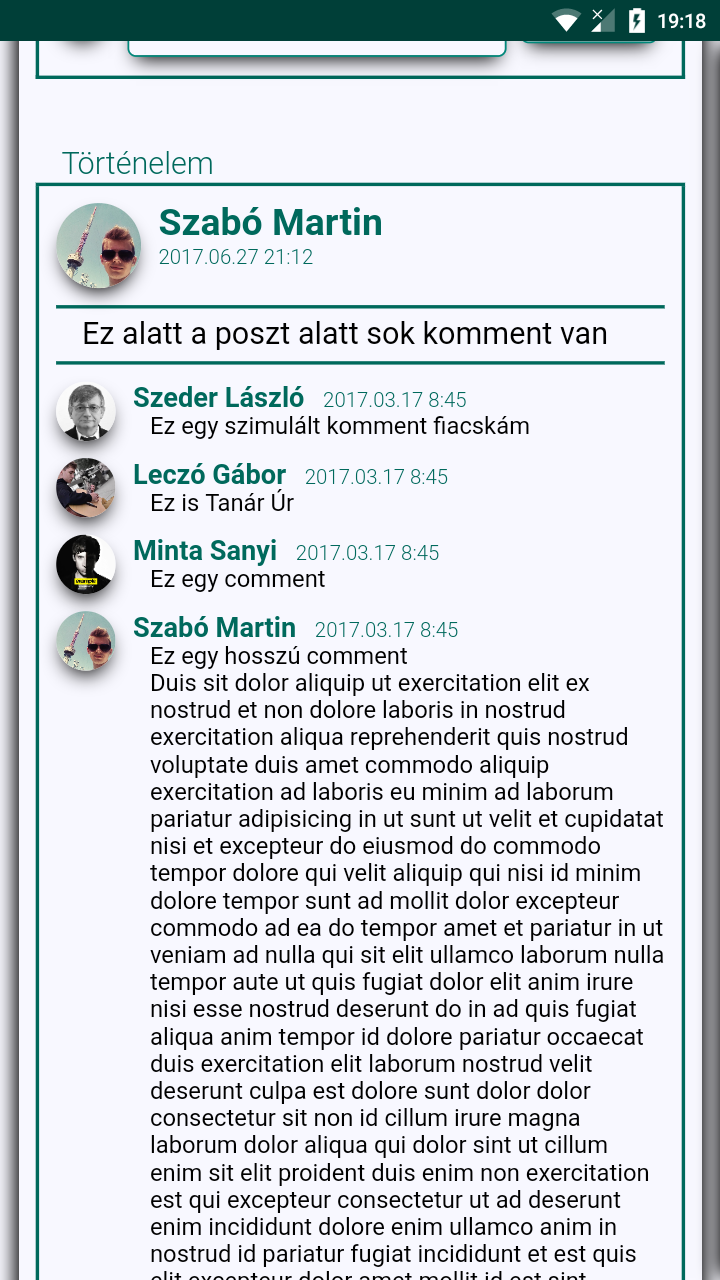 19:18
Történelem
Szabó Martin
2017.06.27 21:12
Ez alatt a poszt alatt sok komment van
Szeder László 2017.03.17 8:45
Ez egy szimulált komment fiacskám
Leczó Gábor 2017.03.17 8:45
Ez is Tanár Úr
Minta Sanyi 2017.03.17 8:45
Ez egy comment
Szabó Martin 2017.03.17 8:45
Ez egy hosszú comment
Duis sit dolor aliquip ut exercitation elit ex
nostrud et non dolore laboris in nostrud
exercitation aliqua reprehenderit quis nostrud
voluptate duis amet commodo aliquip
exercitation ad laboris eu minim ad laborum
pariatur adipisicing in ut sunt ut velit et cupidatat
nisi et excepteur do eiusmod do commodo
tempor dolore qui velit aliquip qui nisi id minim
dolore tempor sunt ad mollit dolor excepteur
commodo ad ea do tempor amet et pariatur in ut
veniam ad nulla qui sit elit ullamco laborum nulla
tempor aute ut quis fugiat dolor elit anim irure
nisi esse nostrud deserunt do in ad quis fugiat
aliqua anim tempor id dolore pariatur occaecat
duis exercitation elit laborum nostrud velit
deserunt culpa est dolore sunt dolor dolor
consectetur sit non id cillum irure magna
laborum dolor aliqua qui dolor sint ut cillum
enim sit elit proident duis enim non exercitation
est qui excepteur consectetur ut ad deserunt
enim incididunt dolore enim ullamco anim in
nostrud id pariatur fugiat incididunt et est quis
elit excepteur dolor amet mollit id est sint